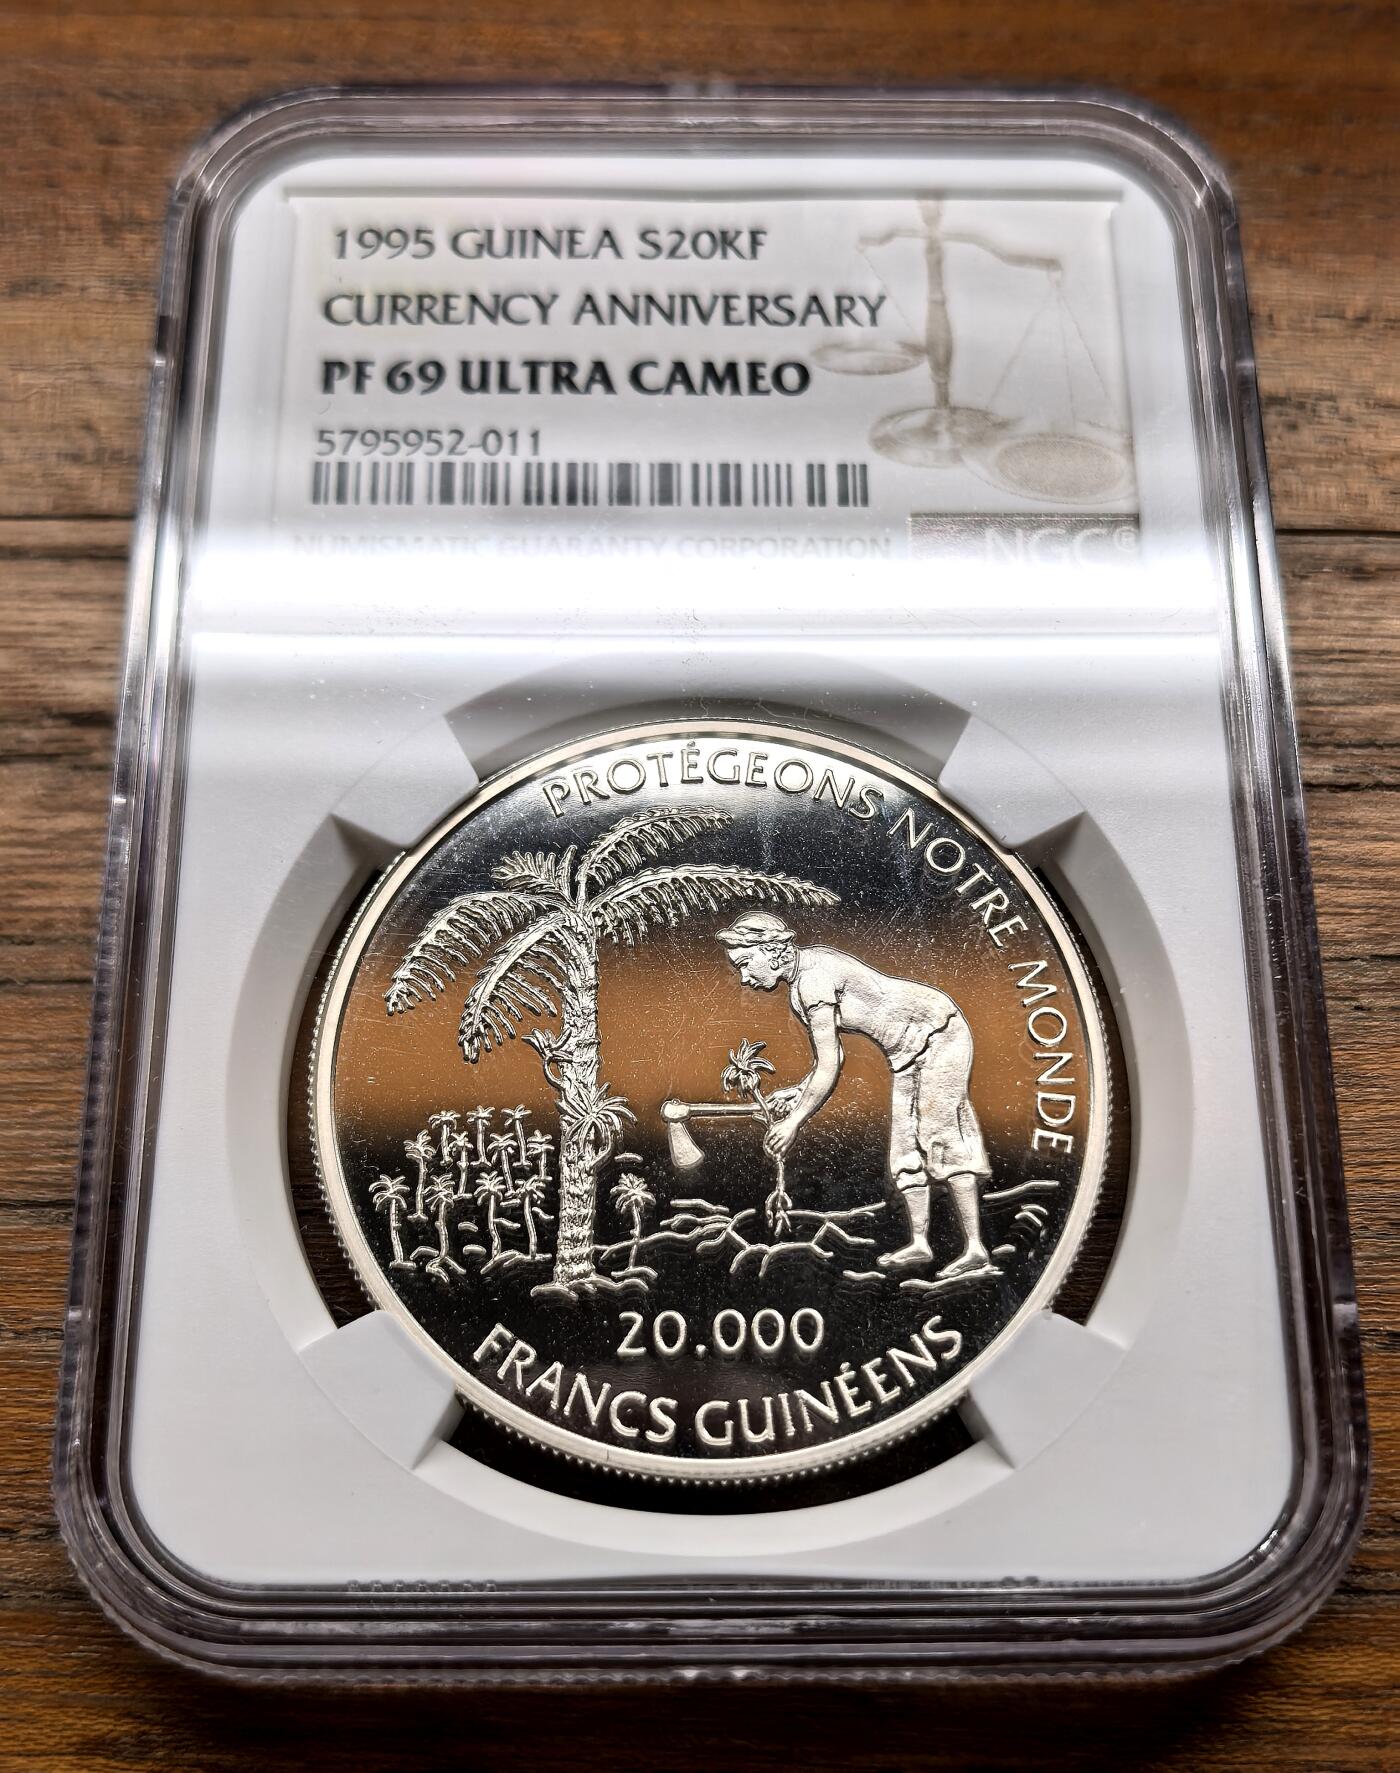 1995 GUINEA S20KF
CURRENCY ANNIVERSARY
PF 69 ULTRA CAMEO
5795952-011
NUMISMATIC GUARANTY CORPORATION
NGC®
PROTÉGEONS NOTRE MONDE
20.000
FRANCS GUINÉENS